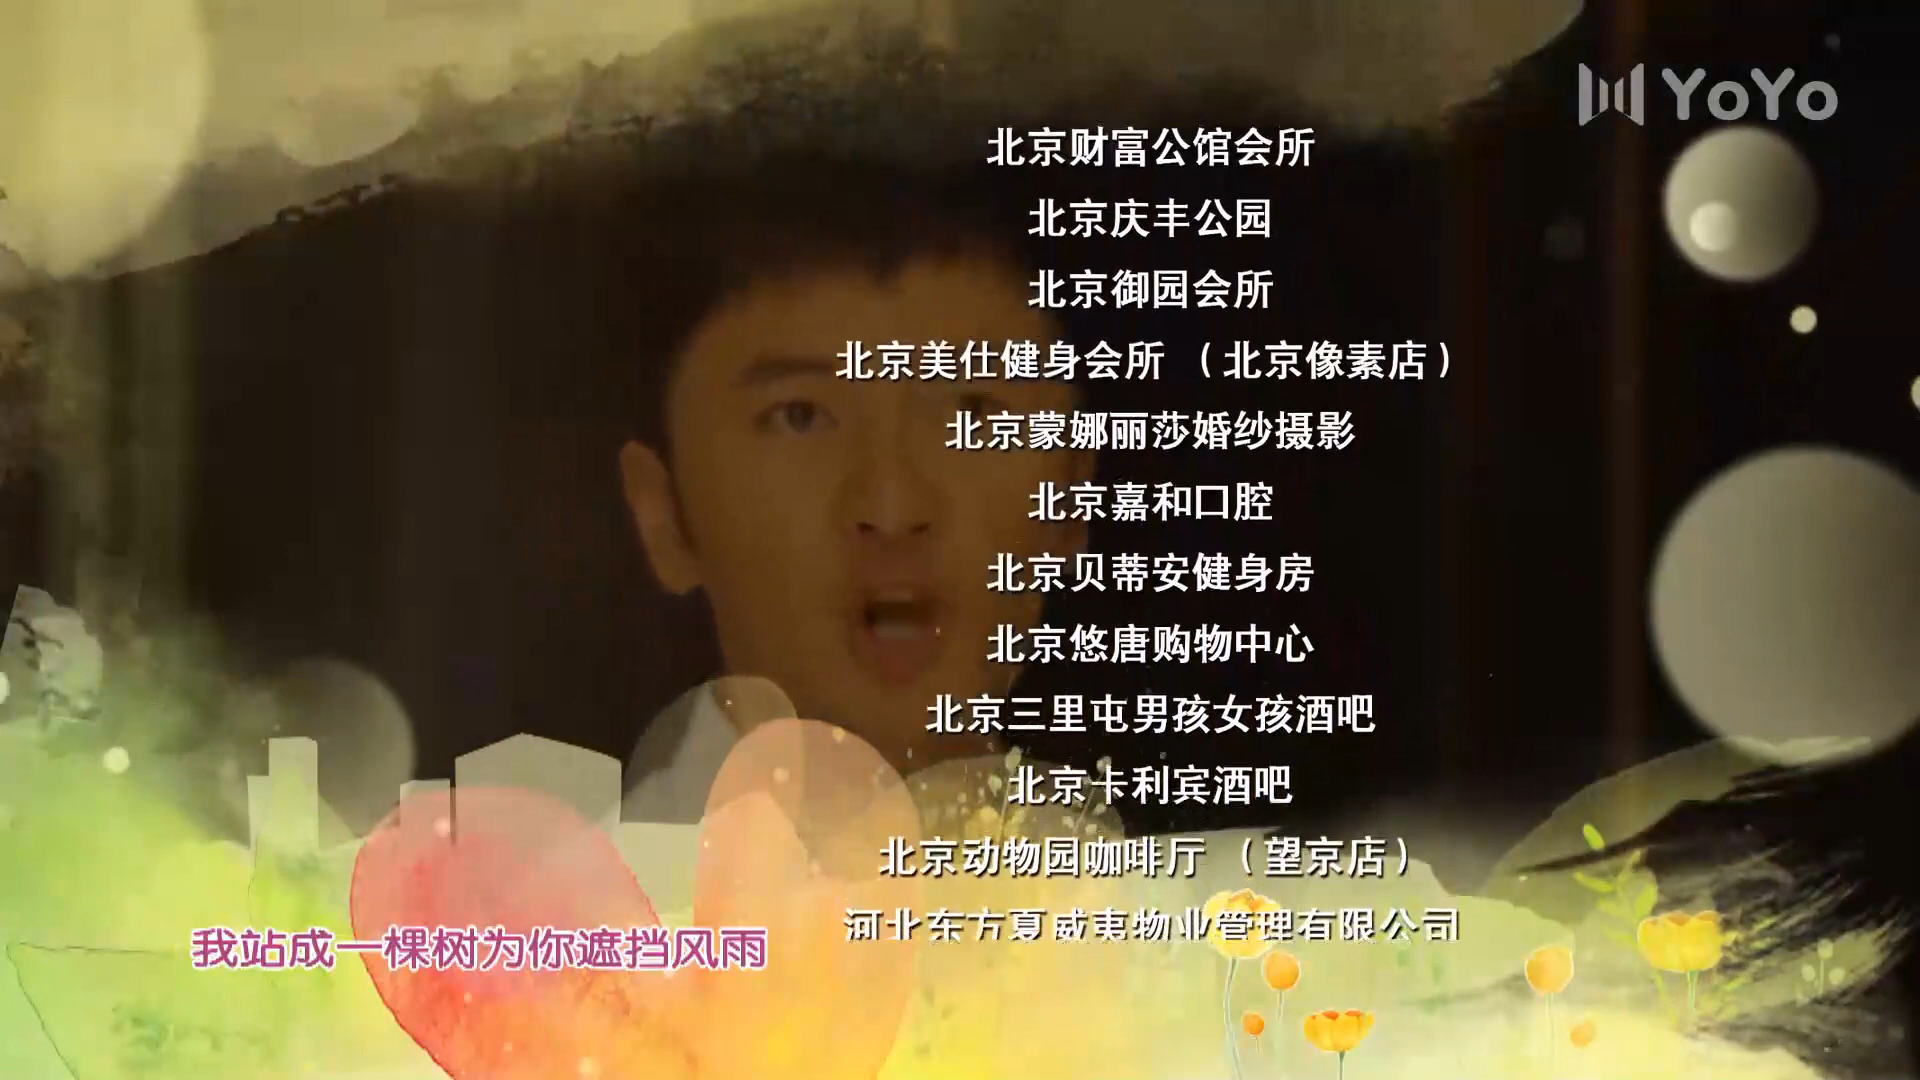 YoYo
北京财富公馆会所
北京庆丰公园
北京御园会所
北京美仕健身会所 （北京像素店）
北京蒙娜丽莎婚纱摄影
北京嘉和口腔
北京贝蒂安健身房
北京悠唐购物中心
北京三里屯男孩女孩酒吧
北京卡利宾酒吧
北京动物园咖啡厅 （望京店）
河北东方夏威夷物业管理有限公司
我站成一棵树为你遮挡风雨